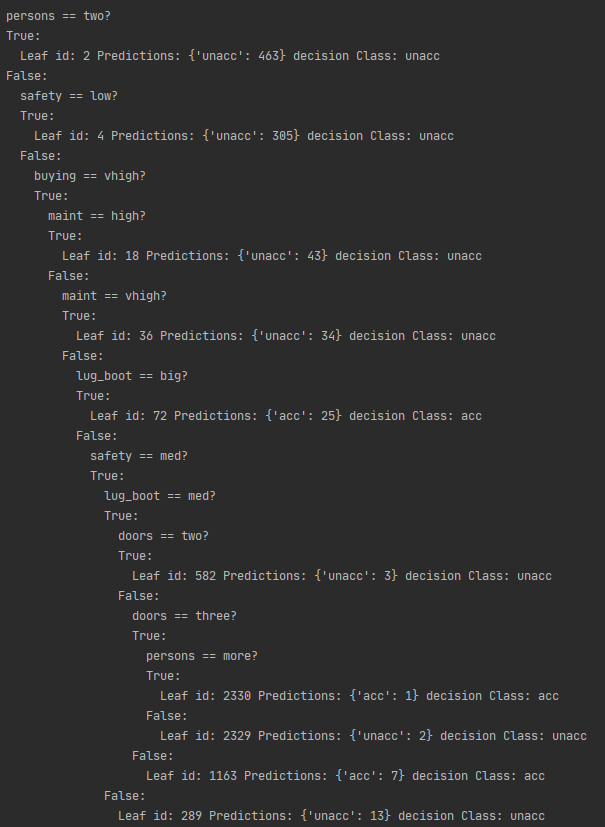 persons == two?
True:
  Leaf id: 2 Predictions: {'unacc': 463} decision Class: unacc
False:
  safety == low?
  True:
    Leaf id: 4 Predictions: {'unacc': 305} decision Class: unacc
  False:
    buying == vhigh?
    True:
      maint == high?
      True:
        Leaf id: 18 Predictions: {'unacc': 43} decision Class: unacc
      False:
        maint == vhigh?
        True:
          Leaf id: 36 Predictions: {'unacc': 34} decision Class: unacc
        False:
          lug_boot == big?
          True:
            Leaf id: 72 Predictions: {'acc': 25} decision Class: acc
          False:
            safety == med?
            True:
              lug_boot == med?
              True:
                doors == two?
                True:
                  Leaf id: 582 Predictions: {'unacc': 3} decision Class: unacc
                False:
                  doors == three?
                  True:
                    persons == more?
                    True:
                      Leaf id: 2330 Predictions: {'acc': 1} decision Class: acc
                    False:
                      Leaf id: 2329 Predictions: {'unacc': 2} decision Class: unacc
                  False:
                    Leaf id: 1163 Predictions: {'acc': 7} decision Class: acc
              False:
                Leaf id: 289 Predictions: {'unacc': 13} decision Class: unacc